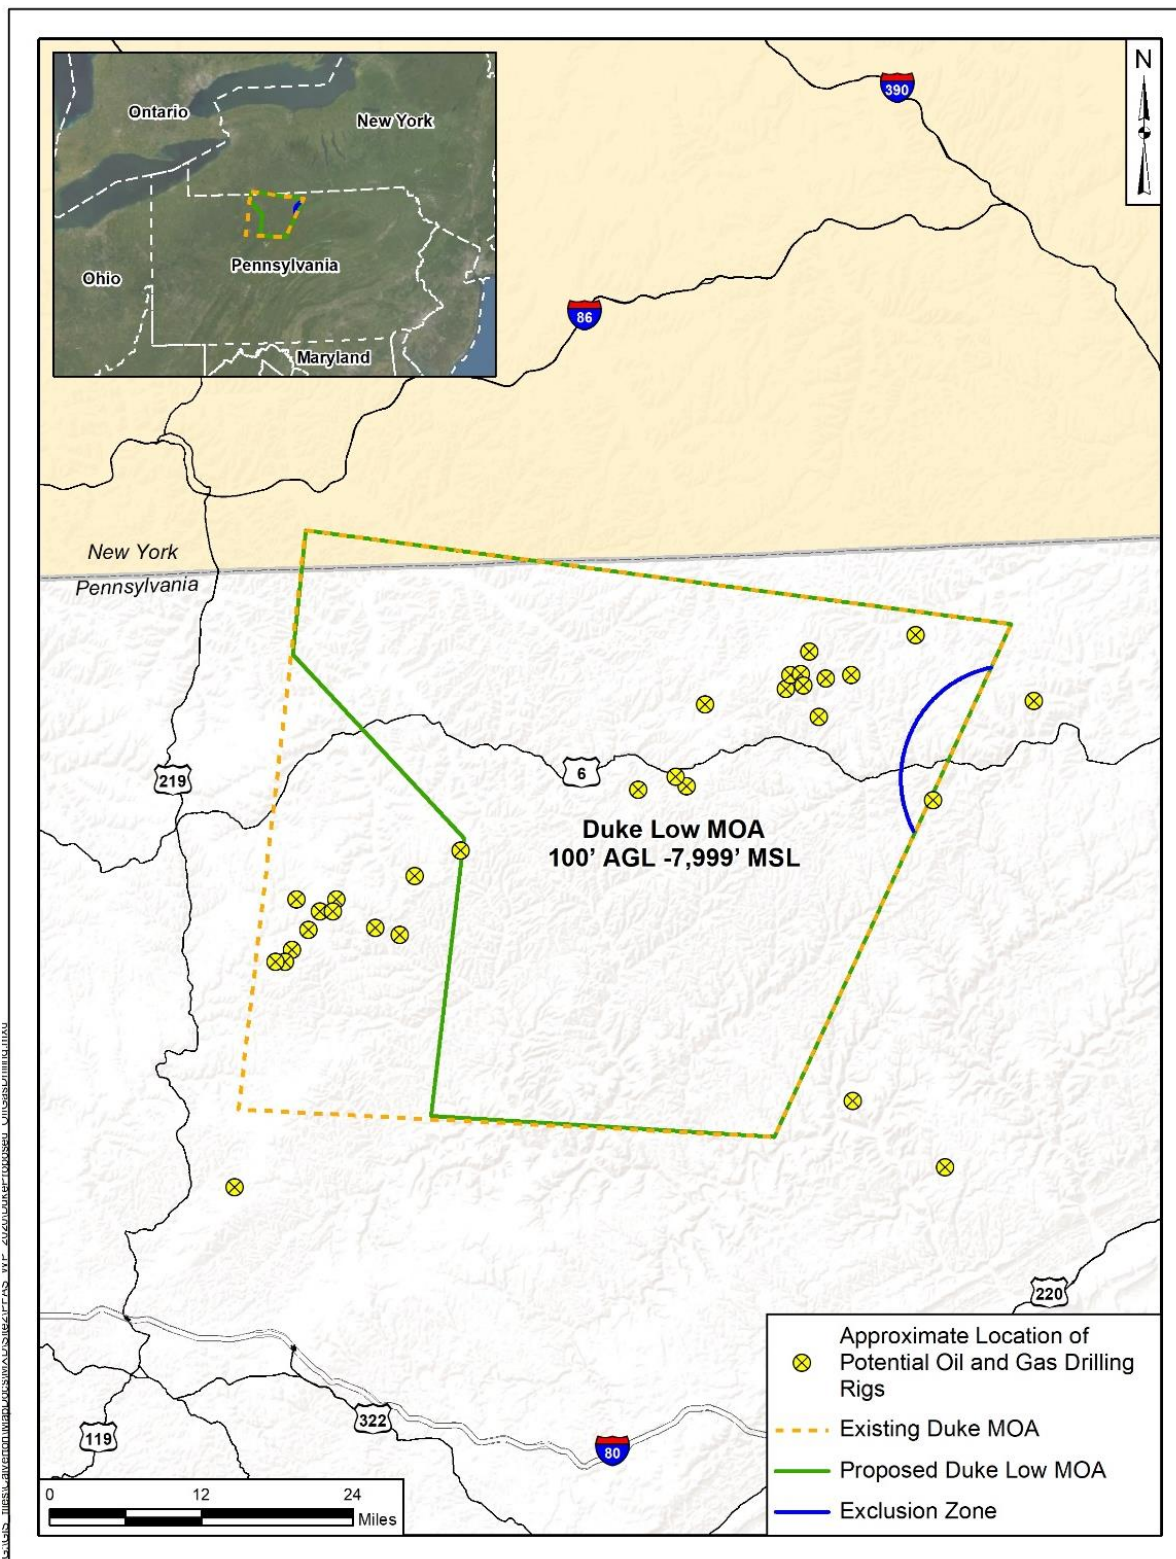 Ontario
New York
Ohio
Pennsylvania
Maryland
N
390
86
New York
Pennsylvania
219
6
Duke Low MOA
100' AGL -7,999' MSL
220
322
119
80
Approximate Location of
Potential Oil and Gas Drilling
Rigs
Existing Duke MOA
Proposed Duke Low MOA
Exclusion Zone
0 12 24
Miles